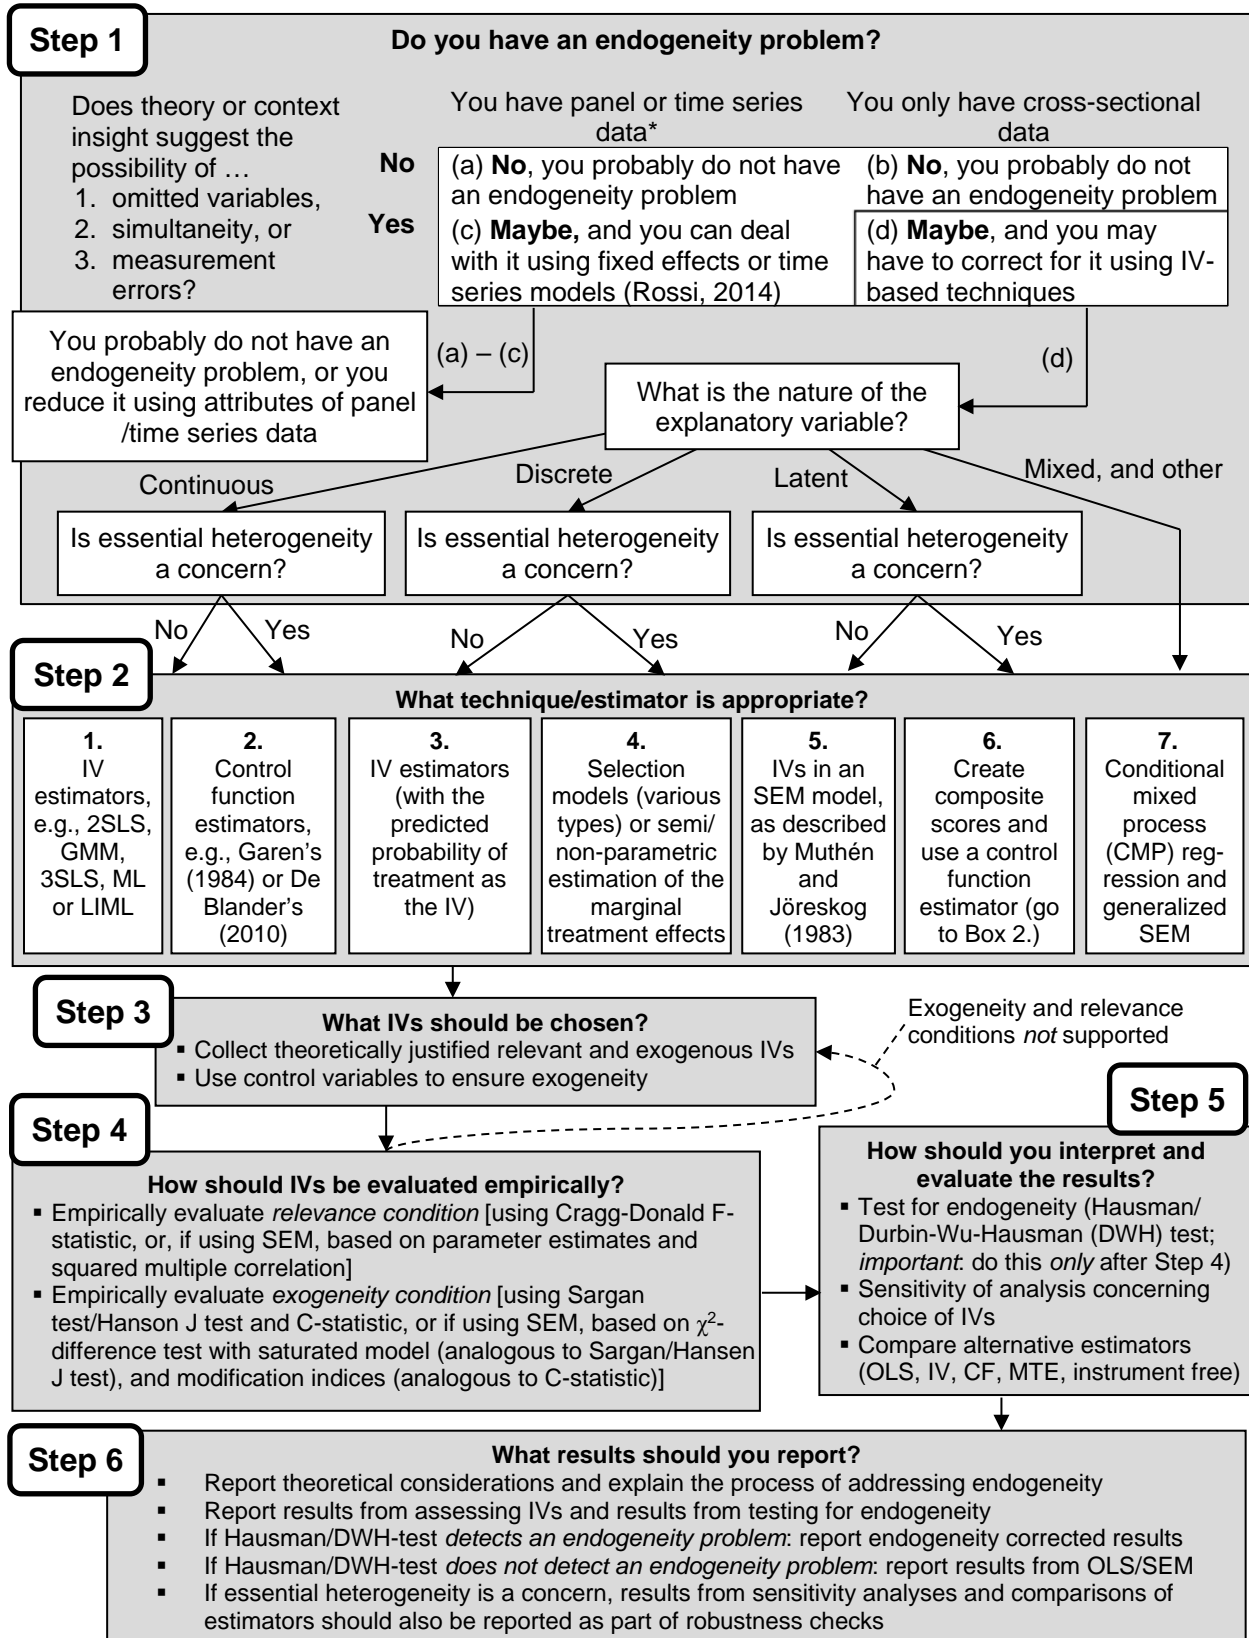 Step 1
Do you have an endogeneity problem?
Does theory or context
insight suggest the
possibility of …
1. omitted variables,
2. simultaneity, or
3. measurement
errors?
You have panel or time series
data*
You only have cross-sectional
data
No
(a) No, you probably do not have
an endogeneity problem
(b) No, you probably do not
have an endogeneity problem
Yes
(c) Maybe, and you can deal
with it using fixed effects or time
series models (Rossi, 2014)
(d) Maybe, and you may
have to correct for it using IV-
based techniques
You probably do not have an
endogeneity problem, or you
reduce it using attributes of panel
/time series data
(a) – (c)
(d)
What is the nature of the
explanatory variable?
Continuous
Discrete
Latent
Mixed, and other
Is essential heterogeneity
a concern?
Is essential heterogeneity
a concern?
Is essential heterogeneity
a concern?
No
Yes
No
Yes
No
Yes
Step 2
What technique/estimator is appropriate?
1.
IV
estimators,
e.g., 2SLS,
GMM,
3SLS, ML
or LIML
2.
Control
function
estimators,
e.g., Garen's
(1984) or De
Blander's
(2010)
3.
IV estimators
(with the
predicted
probability of
treatment as
the IV)
4.
Selection
models (various
types) or semi/
non-parametric
estimation of the
marginal
treatment effects
5.
IVs in an
SEM model,
as described
by Muthén
and
Jöreskog
(1983)
6.
Create
composite
scores and
use a control
function
estimator (go
to Box 2.)
7.
Conditional
mixed
process
(CMP) reg-
ression and
generalized
SEM
Step 3
What IVs should be chosen?
▪ Collect theoretically justified relevant and exogenous IVs
▪ Use control variables to ensure exogeneity
Exogeneity and relevance
conditions not supported
Step 4
How should IVs be evaluated empirically?
▪ Empirically evaluate relevance condition [using Cragg-Donald F-
statistic, or, if using SEM, based on parameter estimates and
squared multiple correlation]
▪ Empirically evaluate exogeneity condition [using Sargan
test/Hanson J test and C-statistic, or if using SEM, based on χ²-
difference test with saturated model (analogous to Sargan/Hansen
J test), and modification indices (analogous to C-statistic)]
Step 5
How should you interpret and
evaluate the results?
▪ Test for endogeneity (Hausman/
Durbin-Wu-Hausman (DWH) test;
important: do this only after Step 4)
▪ Sensitivity of analysis concerning
choice of IVs
▪ Compare alternative estimators
(OLS, IV, CF, MTE, instrument free)
Step 6
What results should you report?
▪ Report theoretical considerations and explain the process of addressing endogeneity
▪ Report results from assessing IVs and results from testing for endogeneity
▪ If Hausman/DWH-test detects an endogeneity problem: report endogeneity corrected results
▪ If Hausman/DWH-test does not detect an endogeneity problem: report results from OLS/SEM
▪ If essential heterogeneity is a concern, results from sensitivity analyses and comparisons of
estimators should also be reported as part of robustness checks